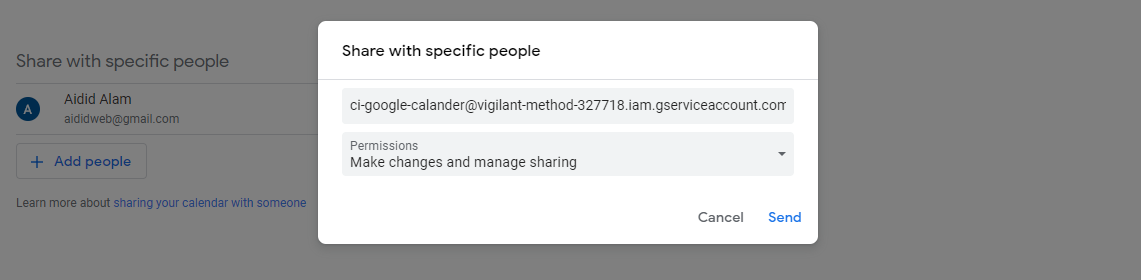 Share with specific people
A
Aidid Alam
aididweb@gmail.com
+ Add people
Learn more about sharing your calendar with someone
Share with specific people
ci-google-calander@vigilant-method-327718.iam.gserviceaccount.com
Permissions
Make changes and manage sharing
Cancel Send